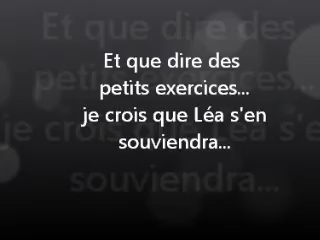 Et que dire des
petits exercices...
je crois que Léa s'en
souviendra...